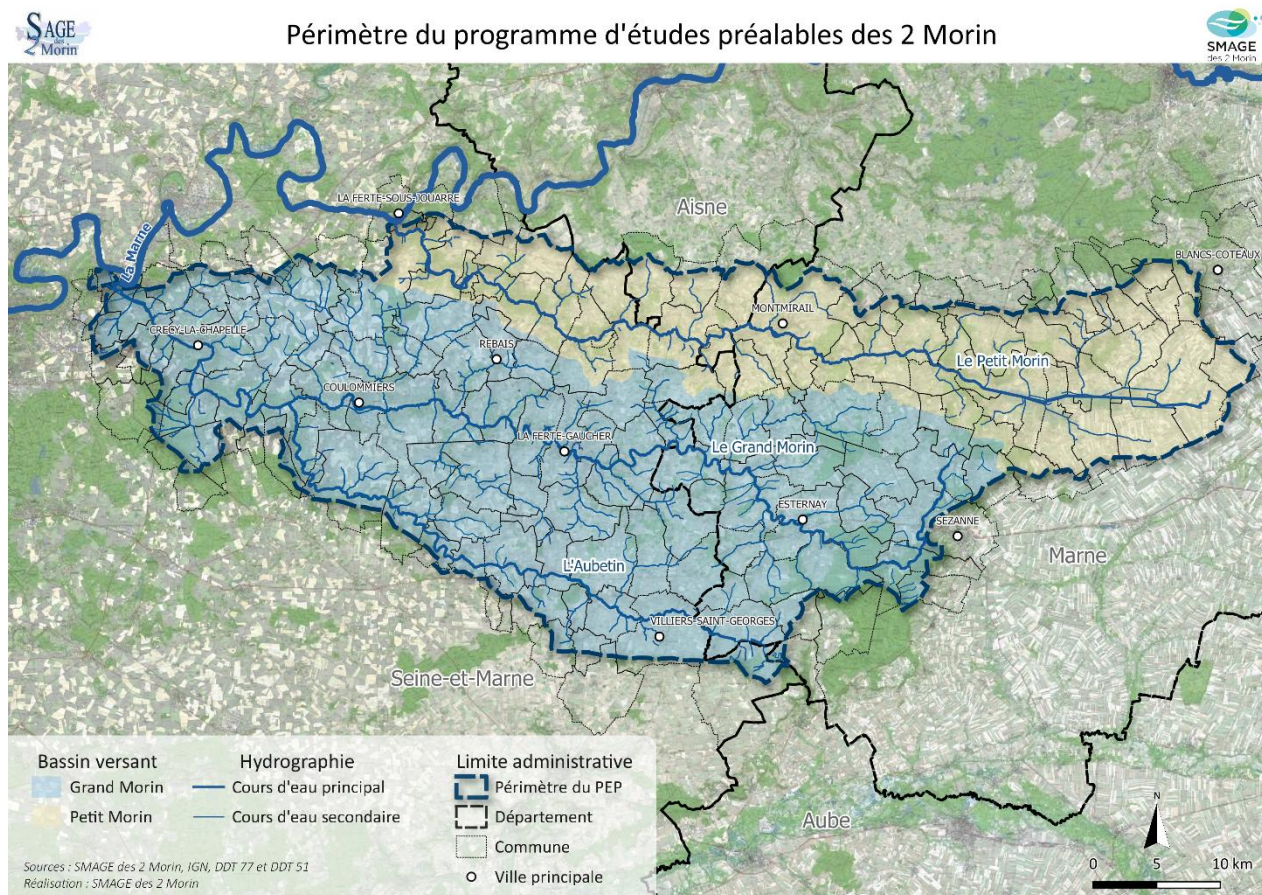 SAGE
des
2 Morin
Périmètre du programme d'études préalables des 2 Morin
SMAGE
des 2 Morin
LA FERTE-SOUS-JOUARRE
Aisne
La Marne
BLANCS-COTEAUX
MONTMIRAIL
CRECY-LA-CHAPELLE
REBAIS
Le Petit Morin
COULOMMIERS
LA FERTE-GAUCHER
Le Grand Morin
ESTERNAY
SEZANNE
Marne
L'Aubetin
VILLIERS-SAINT-GEORGES
Seine-et-Marne
Aube
Bassin versant
Grand Morin
Petit Morin
Hydrographie
Cours d'eau principal
Cours d'eau secondaire
Limite administrative
Périmètre du PEP
Département
Commune
Ville principale
Sources : SMAGE des 2 Morin, IGN, DDT 77 et DDT 51
Réalisation : SMAGE des 2 Morin
N
0 5 10 km